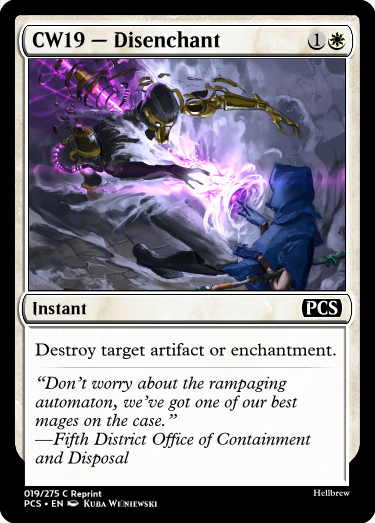 CW19 — Disenchant 1
Instant PCS
Destroy target artifact or enchantment.
“Don’t worry about the rampaging
automaton, we’ve got one of our best
mages on the case.”
—Fifth District Office of Containment
and Disposal
019/275 C Reprint Hellbrew
PCS • EN Kuba Wi